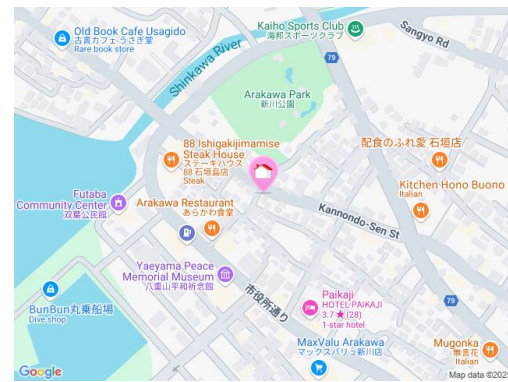 Old Book Cafe Usagido
古書カフェうさぎ堂
Rare book store
Kaiho Sports Club
海邦スポーツクラブ
Sangyo Rd
79
Shinkawa River
Arakawa Park
新川公園
88 Ishigakijimamise
Steak House
ステーキハウス
88 石垣島店
Steak
配食のふれ愛 石垣店
Kitchen Hono Buono
Italian
Futaba
Community Center
双葉公民館
Arakawa Restaurant
あらかわ食堂
Kannondo-Sen St
Yaeyama Peace
Memorial Museum
八重山平和祈念館
市役所通り
BunBun丸乗船場
Dive shop
Paikaji
HOTEL PAIKAJI
3.7★(28)
1-star hotel
79
MaxValu Arakawa
マックスバリュ新川店
Mugonka
無言花
Italian
Google
Map data ©2025